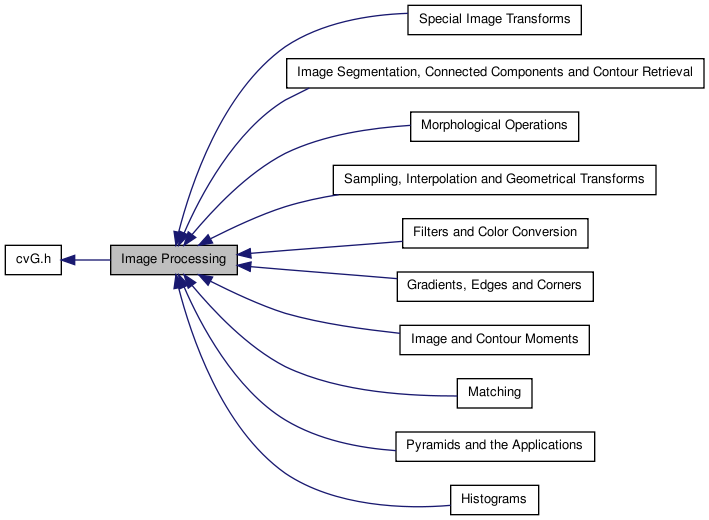 Special Image Transforms
Image Segmentation, Connected Components and Contour Retrieval
Morphological Operations
Sampling, Interpolation and Geometrical Transforms
Filters and Color Conversion
cvG.h
Image Processing
Gradients, Edges and Corners
Image and Contour Moments
Matching
Pyramids and the Applications
Histograms